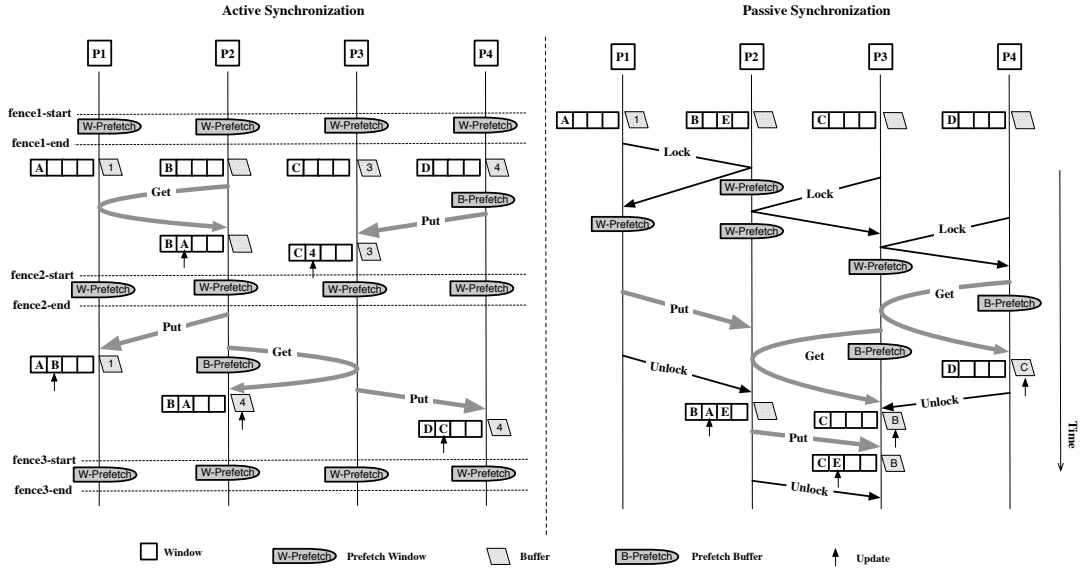 Active Synchronization
Passive Synchronization
P1 P2 P3 P4
P1 P2 P3 P4
fence1-start
W-Prefetch W-Prefetch W-Prefetch W-Prefetch
fence1-end
A 1 B C 3 D 4
Get
B-Prefetch
Put
B A
C 4 3
fence2-start
W-Prefetch W-Prefetch W-Prefetch W-Prefetch
fence2-end
Put
Get
A B 1
B-Prefetch
Put
B A 4
D C 4
fence3-start
W-Prefetch W-Prefetch W-Prefetch W-Prefetch
fence3-end
A 1 B E C D
Lock
W-Prefetch
Lock
W-Prefetch W-Prefetch
Lock
W-Prefetch
Get
B-Prefetch
Put
Get
B-Prefetch
Unlock
D C
Unlock
B A E
C B
Put
C E B
Unlock
Time
Window
W-Prefetch Prefetch Window
Buffer
B-Prefetch Prefetch Buffer
Update